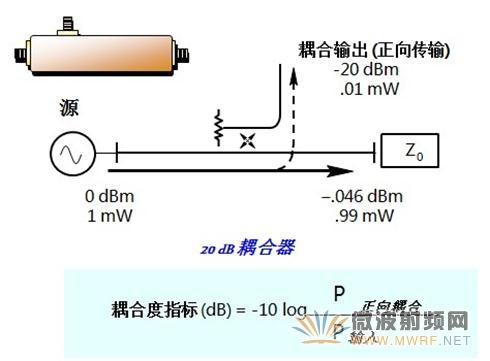 耦合输出 (正向传输)
-20 dBm
.01 mW
源
Z0
0 dBm
1 mW
–.046 dBm
.99 mW
20 dB 耦合器
耦合度指标 (dB) = -10 log P 正向耦合
P 输入
微波射频网
WWW.MWRF.NET